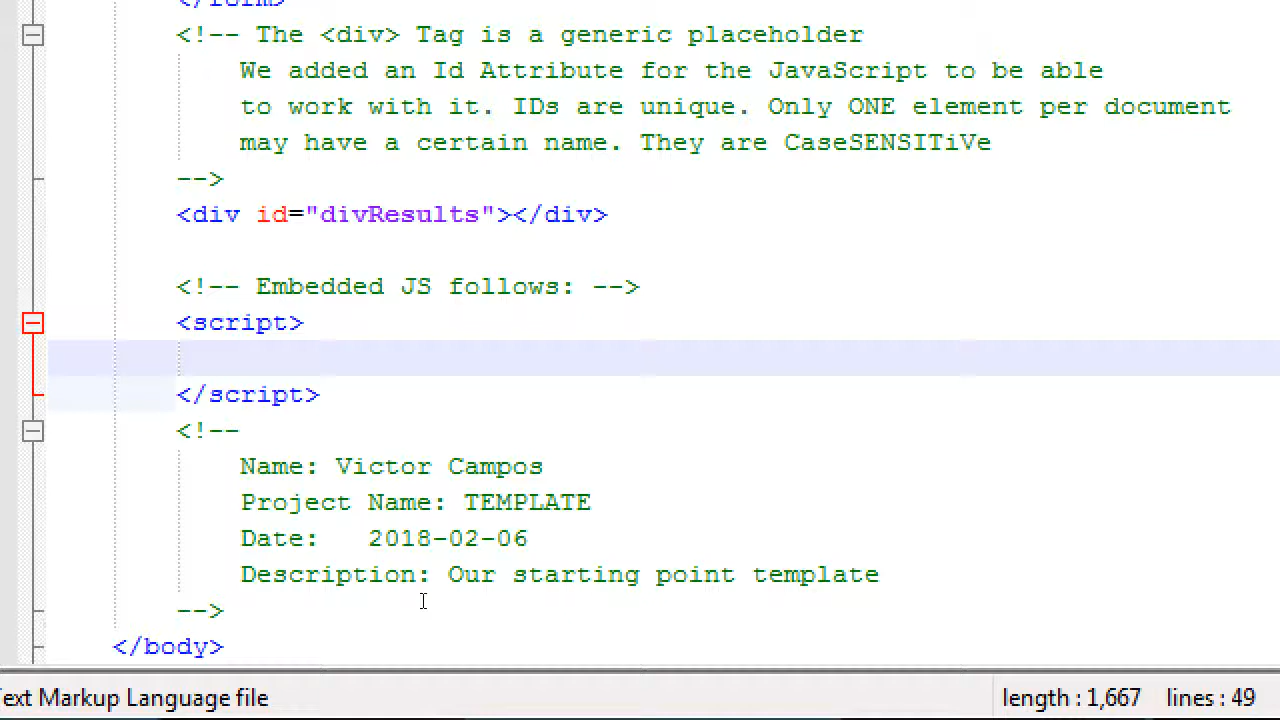 </form>
<!-- The <div> Tag is a generic placeholder
We added an Id Attribute for the JavaScript to be able
to work with it. IDs are unique. Only ONE element per document
may have a certain name. They are CaseSENSITiVe
-->
<div id="divResults"></div>
<!-- Embedded JS follows: -->
<script>
</script>
<!--
Name: Victor Campos
Project Name: TEMPLATE
Date: 2018-02-06
Description: Our starting point template
-->
</body>
ext Markup Language file length : 1,667 lines : 49